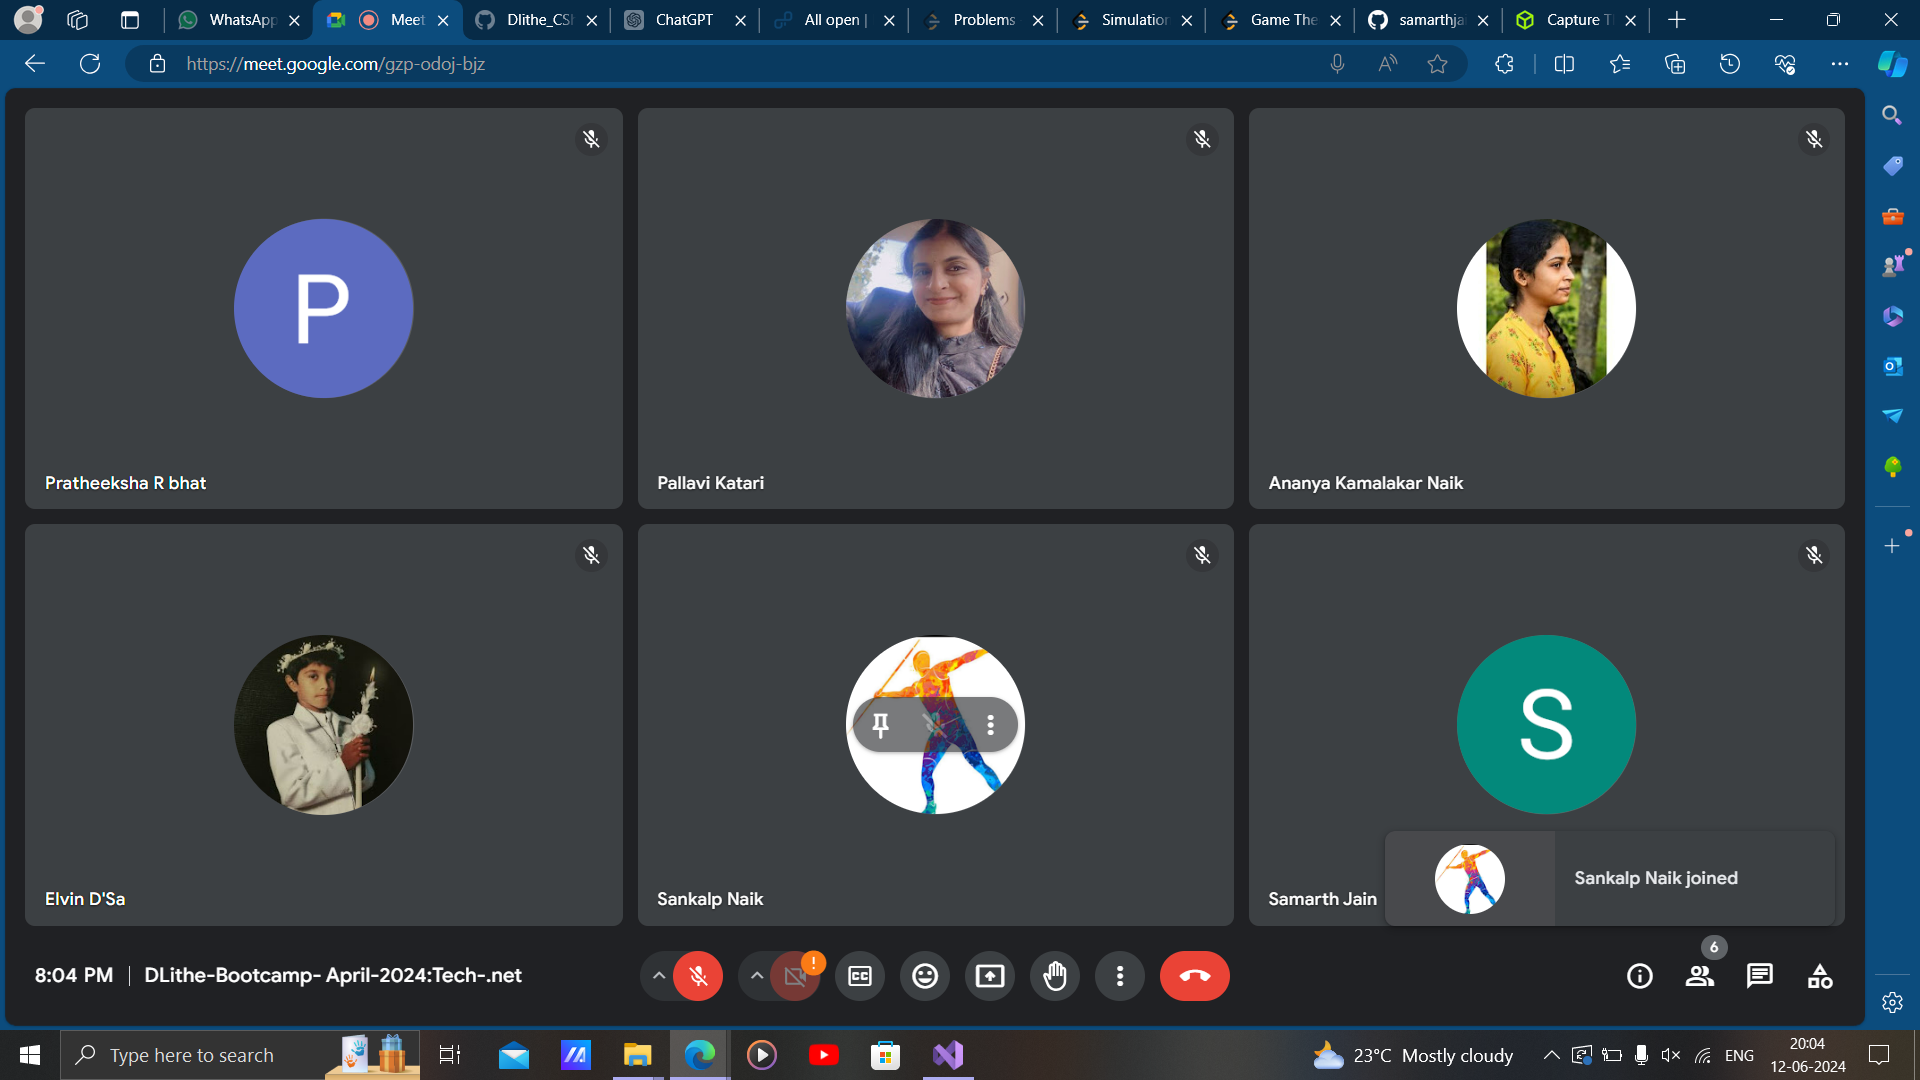 WhatsApp
Meet
Dlithe_CS
ChatGPT
All open |
Problems
Simulation
Game The
samarthja
Capture T
https://meet.google.com/gzp-odoj-bjz
P
Pratheeksha R bhat
Pallavi Katari
Ananya Kamalakar Naik
Elvin D'Sa
Sankalp Naik
S
Samarth Jain
Sankalp Naik joined
8:04 PM | DLithe-Bootcamp- April-2024:Tech-.net
CC
!
6
Type here to search
23°C Mostly cloudy
ENG
20:04
12-06-2024